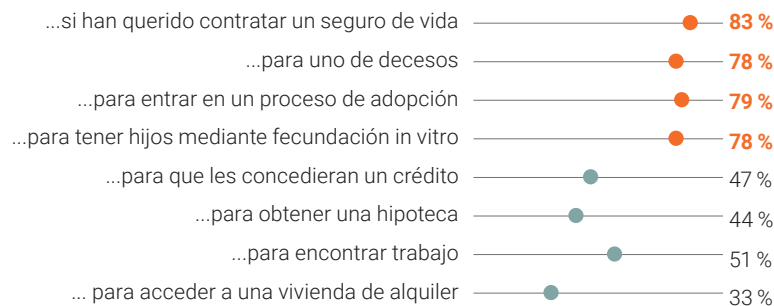 ...si han querido contratar un seguro de vida 83 %
...para uno de decesos 78 %
...para entrar en un proceso de adopción 79 %
...para tener hijos mediante fecundación in vitro 78 %
...para que les concedieran un crédito 47 %
...para obtener una hipoteca 44 %
...para encontrar trabajo 51 %
... para acceder a una vivienda de alquiler 33 %